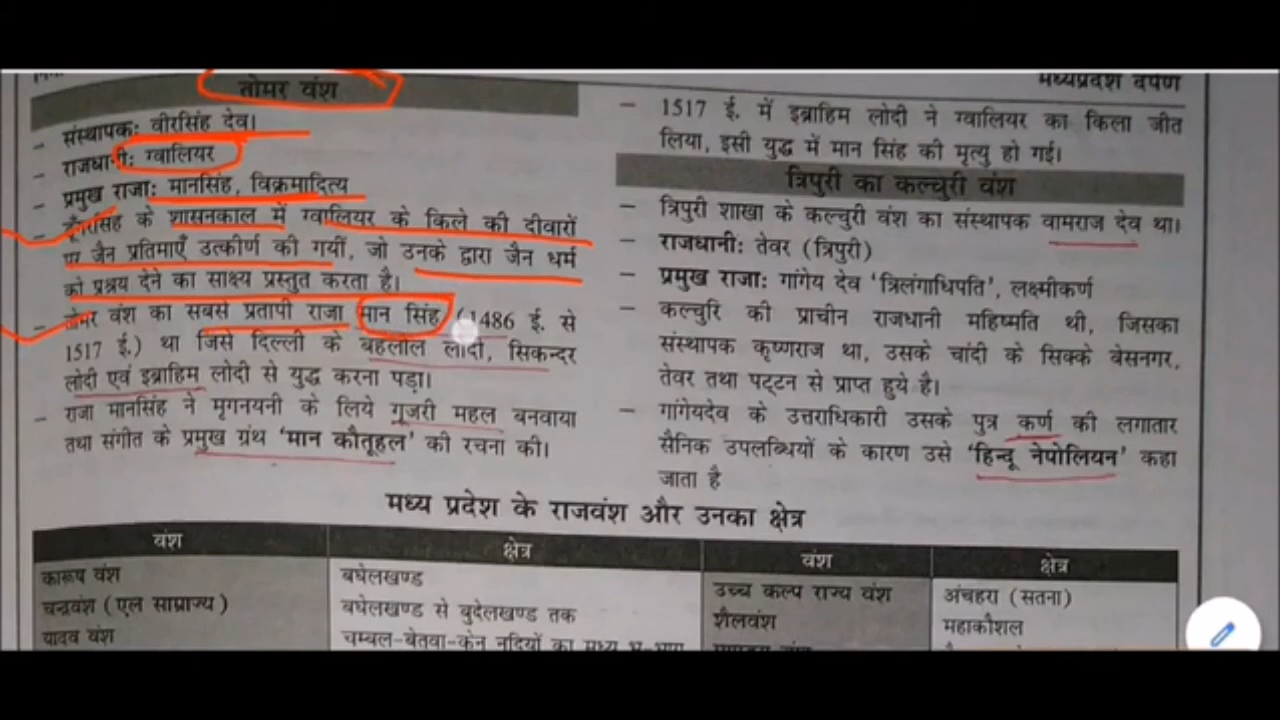 मध्यप्रदेश दर्पण
तोमर वंश
- संस्थापक: वीरसिंह देव।
- राजधानी: ग्वालियर
- प्रमुख राजा: मानसिंह, विक्रमादित्य
- डूँगरसिंह के शासनकाल में ग्वालियर के किले की दीवारों
पर जैन प्रतिमाएँ उत्कीर्ण की गयीं, जो उनके द्वारा जैन धर्म
को प्रश्रय देने का साक्ष्य प्रस्तुत करता है।
- तोमर वंश का सबसे प्रतापी राजा मान सिंह (1486 ई. से
1517 ई.) था जिसे दिल्ली के बहलोल लोदी, सिकन्दर
लोदी एवं इब्राहिम लोदी से युद्ध करना पड़ा।
- राजा मानसिंह ने मृगनयनी के लिये गूजरी महल बनवाया
तथा संगीत के प्रमुख ग्रंथ 'मान कौतूहल' की रचना की।
- 1517 ई. में इब्राहिम लोदी ने ग्वालियर का किला जीत
लिया, इसी युद्ध में मान सिंह की मृत्यु हो गई।
त्रिपुरी का कल्चुरी वंश
- त्रिपुरी शाखा के कल्चुरी वंश का संस्थापक वामराज देव था।
- राजधानी: तेवर (त्रिपुरी)
- प्रमुख राजा: गांगेय देव 'त्रिलंगाधिपति', लक्ष्मीकर्ण
- कल्चुरि की प्राचीन राजधानी महिष्मति थी, जिसका
संस्थापक कृष्णराज था, उसके चांदी के सिक्के बेसनगर,
तेवर तथा पट्टन से प्राप्त हुये है।
- गांगेयदेव के उत्तराधिकारी उसके पुत्र कर्ण की लगातार
सैनिक उपलब्धियों के कारण उसे 'हिन्दू नेपोलियन' कहा
जाता है
मध्य प्रदेश के राजवंश और उनका क्षेत्र
वंश क्षेत्र वंश क्षेत्र
कारूप वंश बघेलखण्ड उच्च कल्प राज्य वंश अंचहरा (सतना)
चन्द्रवंश (एल साम्राज्य) बघेलखण्ड से बुदेलखण्ड तक शैलवंश महाकौशल
यादव वंश चम्बल-बेतवा-केन नदियों का मध्य भू-भाग